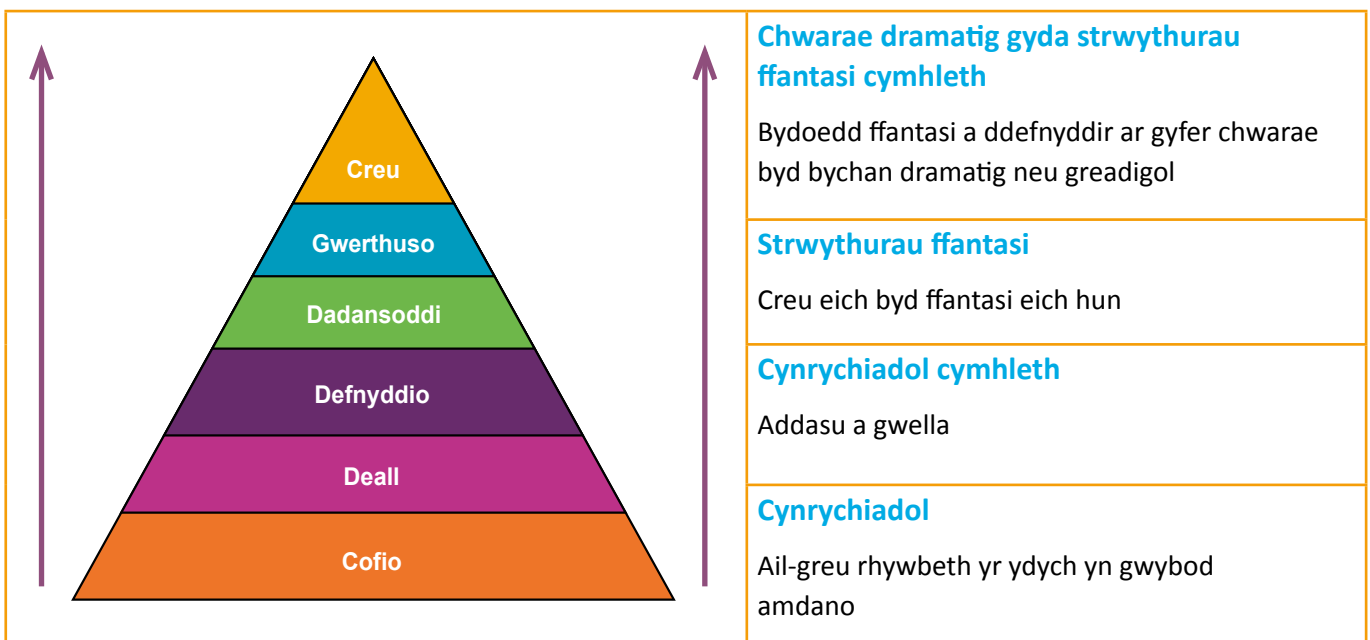 Creu
Gwerthuso
Dadansoddi
Defnyddio
Deall
Cofio
Chwarae dramatig gyda strwythurau
ffantasi cymhleth
Bydoedd ffantasi a ddefnyddir ar gyfer chwarae
byd bychan dramatig neu greadigol
Strwythurau ffantasi
Creu eich byd ffantasi eich hun
Cynrychiadol cymhleth
Addasu a gwella
Cynrychiadol
Ail-greu rhywbeth yr ydych yn gwybod
amdano